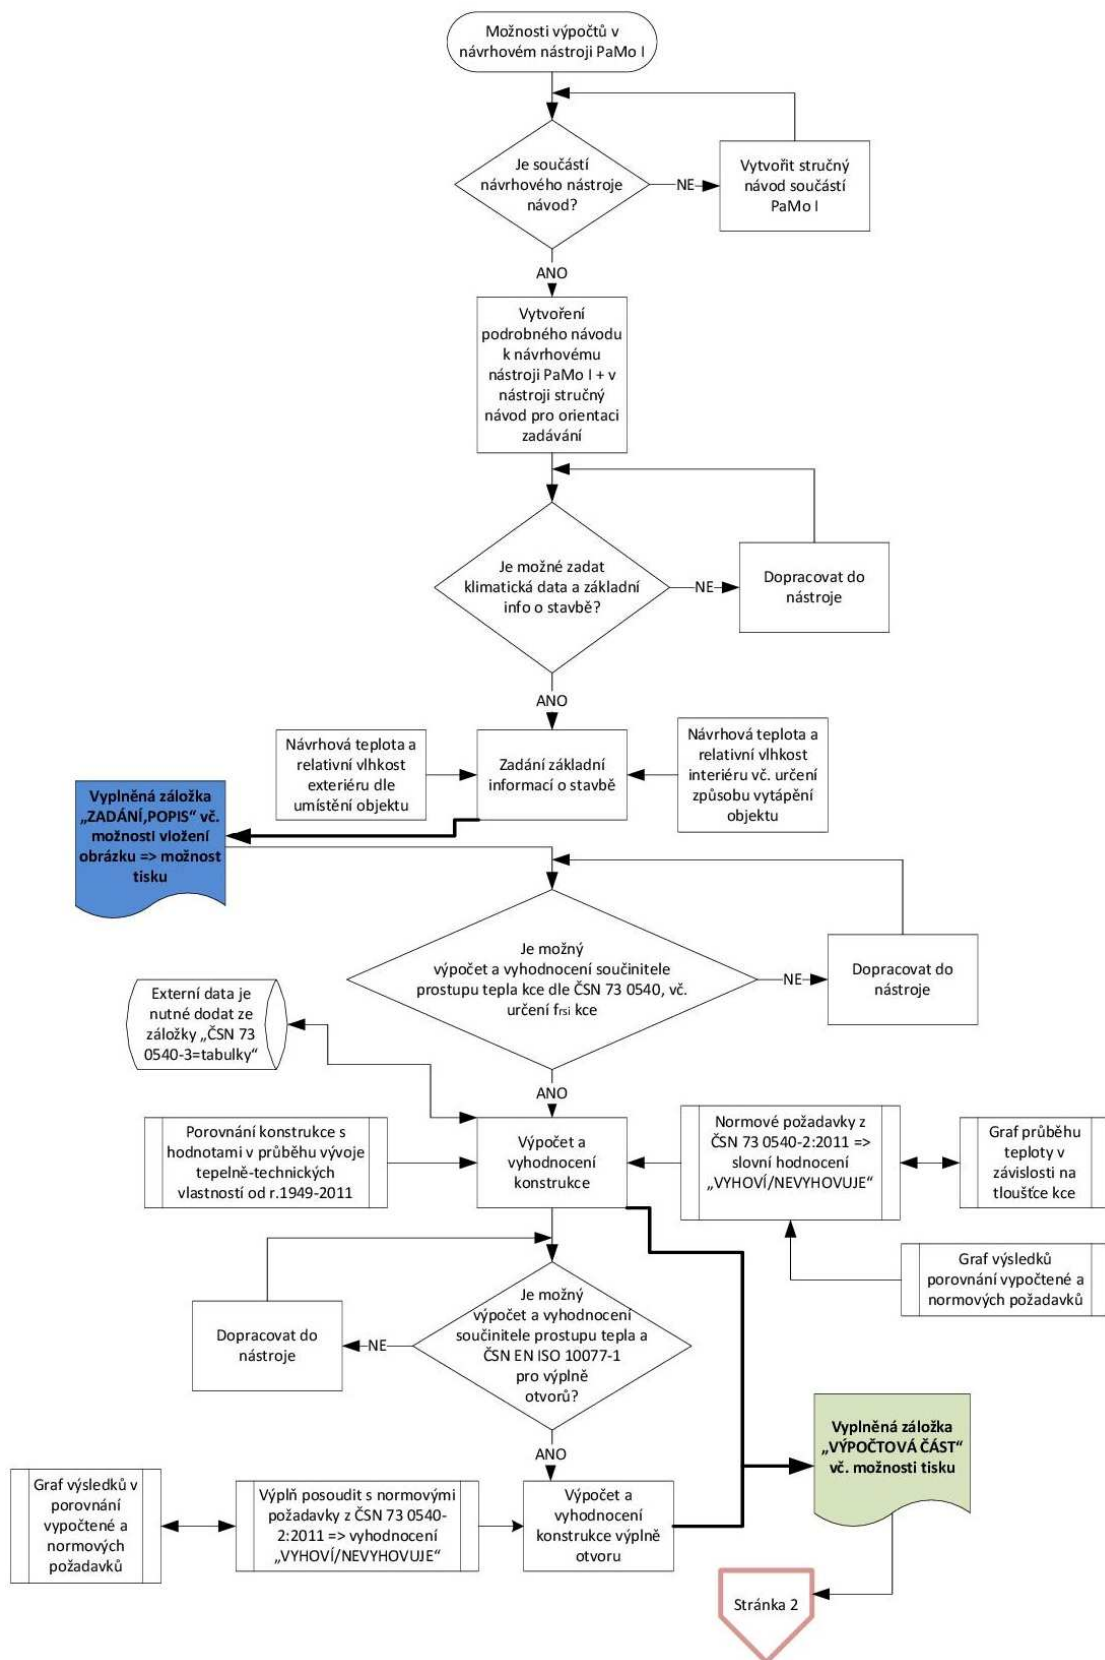 Možnosti výpočtů v
návrhovém nástroji PaMo I
Je součástí
návrhového nástroje
návod?
NE
Vytvořit stručný
návod součástí
PaMo I
ANO
Vytvoření
podrobného návodu
k návrhovému
nástroji PaMo I + v
nástroji stručný
návod pro orientaci
zadávání
Je možné zadat
klimatická data a základní
info o stavbě?
NE
Dopracovat do
nástroje
ANO
Návrhová teplota a
relativní vlhkost
exteriéru dle
umístění objektu
Zadání základní
informací o stavbě
Návrhová teplota a
relativní vlhkost
interiéru vč. určení
způsobu vytápění
objektu
Vyplněná záložka
„ZADÁNÍ,POPIS“ vč.
možnosti vložení
obrázku => možnost
tisku
Je možný
výpočet a vyhodnocení součinitele
prostupu tepla kce dle ČSN 73 0540, vč.
určení frsi kce
NE
Dopracovat do
nástroje
Externí data je
nutné dodat ze
záložky „ČSN 73
0540-3=tabulky“
ANO
Porovnání konstrukce s
hodnotami v průběhu vývoje
tepelně-technických
vlastností od r.1949-2011
Výpočet a
vyhodnocení
konstrukce
Normové požadavky z
ČSN 73 0540-2:2011 =>
slovní hodnocení
„VYHOVÍ/NEVYHOVUJE“
Graf průběhu
teploty v
závislosti na
tloušťce kce
Graf výsledků
porovnání vypočtené a
normových požadavků
Je možný
výpočet a vyhodnocení
součinitele prostupu tepla a
ČSN EN ISO 10077-1
pro výplně
otvorů?
NE
Dopracovat do
nástroje
ANO
Vyplněná záložka
„VÝPOČTOVÁ ČÁST“
vč. možnosti tisku
Graf výsledků v
porovnání
vypočtené a
normových
požadavků
Výplň posoudit s normovými
požadavky z ČSN 73 0540-
2:2011 => vyhodnocení
„VYHOVÍ/NEVYHOVUJE“
Výpočet a
vyhodnocení
konstrukce výplně
otvoru
Stránka 2